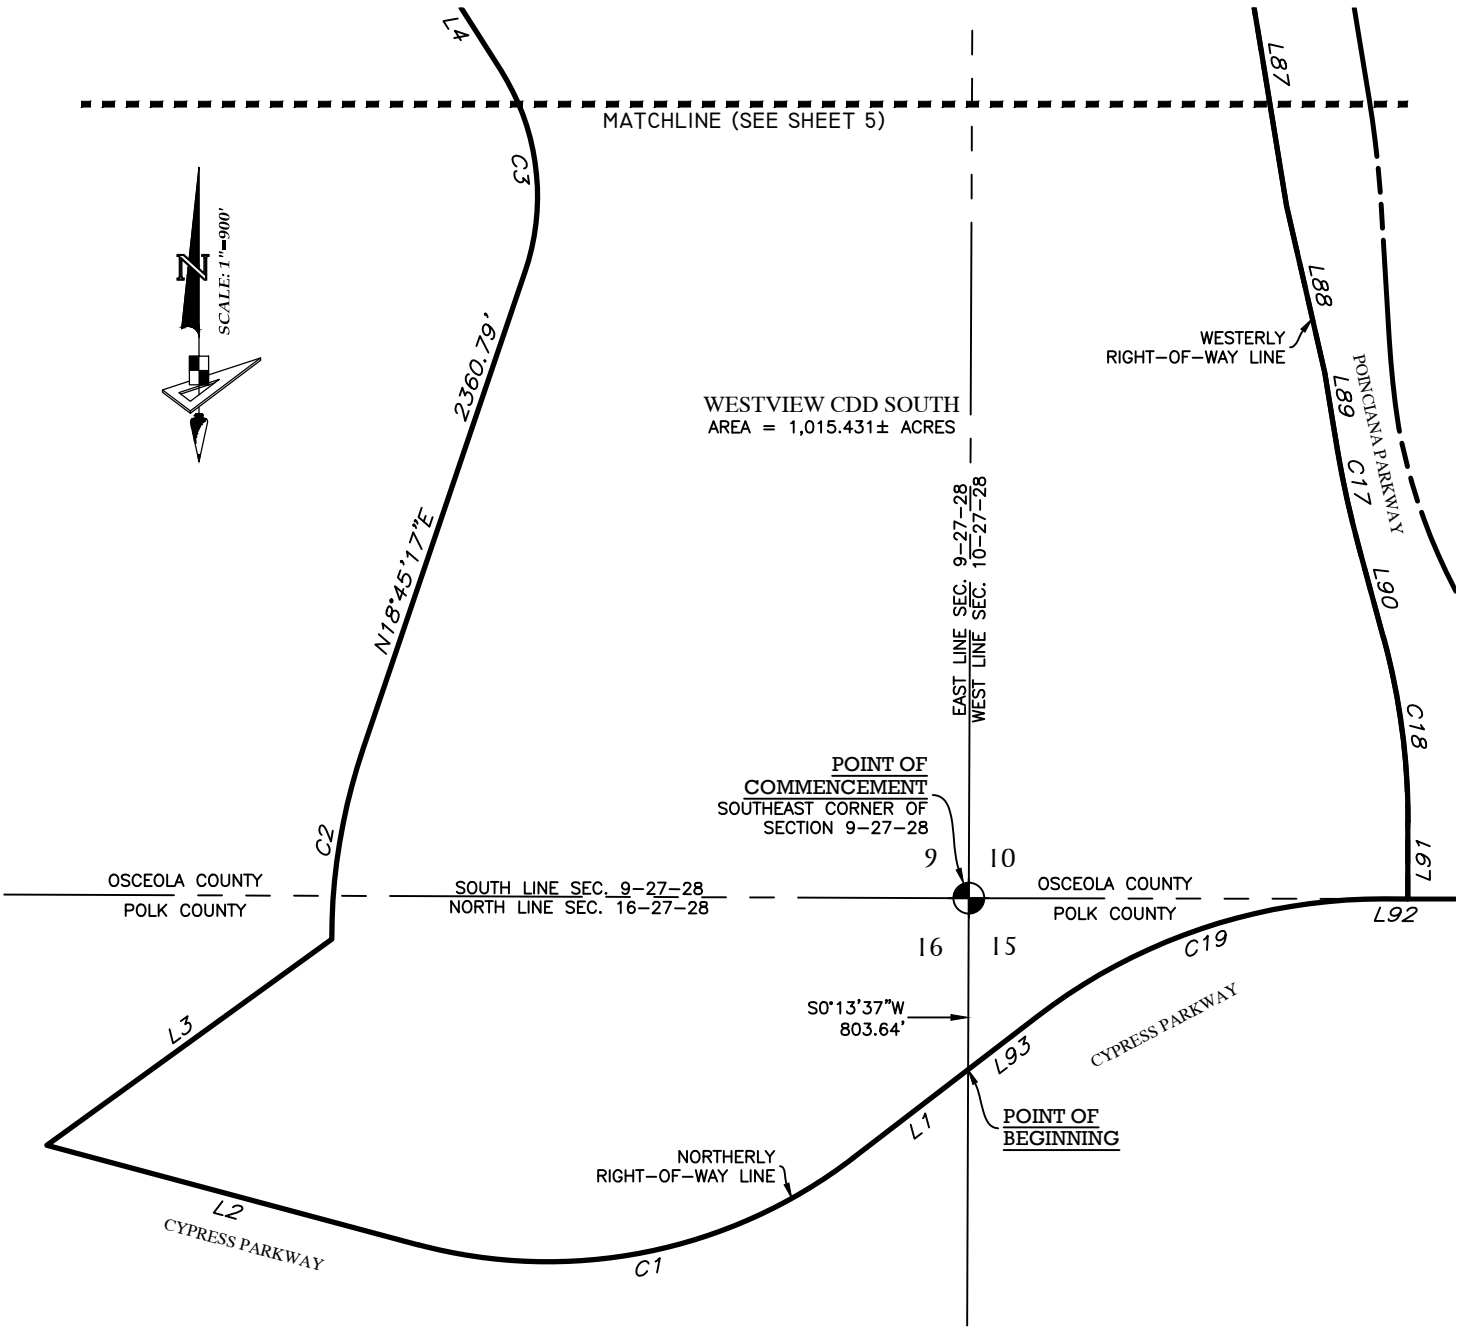 L4
L87
MATCHLINE (SEE SHEET 5)
C3
N
SCALE: 1"=900'
L88
WESTERLY
RIGHT-OF-WAY LINE
2360.79'
POINCIANA PARKWAY
L89
WESTVIEW CDD SOUTH
AREA = 1,015.431± ACRES
C17
EAST LINE SEC. 9-27-28
WEST LINE SEC. 10-27-28
N18°45'17"E
L90
C18
POINT OF
COMMENCEMENT
SOUTHEAST CORNER OF
SECTION 9-27-28
C2
9
10
L67
OSCEOLA COUNTY
POLK COUNTY
SOUTH LINE SEC. 9-27-28
NORTH LINE SEC. 16-27-28
OSCEOLA COUNTY
POLK COUNTY
L92
16
15
C19
S0°13'37"W
803.64'
CYPRESS PARKWAY
L3
L93
L1
POINT OF
BEGINNING
NORTHERLY
RIGHT-OF-WAY LINE
L2
CYPRESS PARKWAY
C1